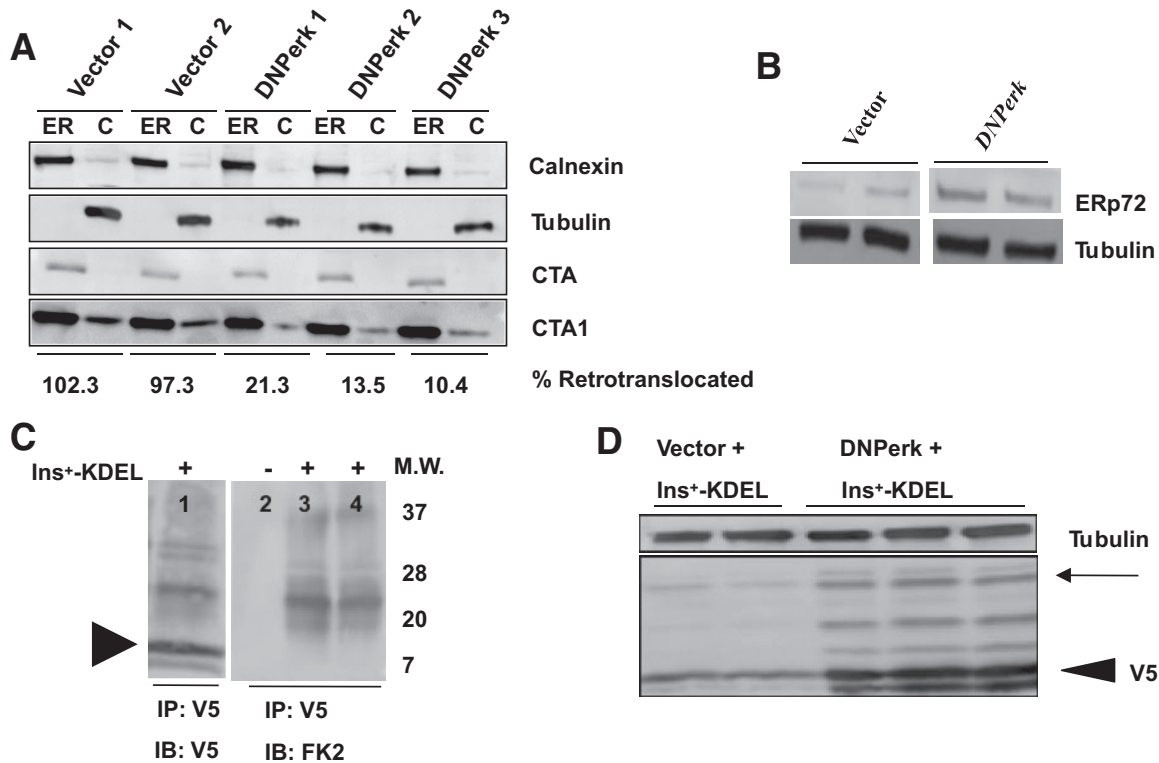 A
Vector 1 Vector 2 DNPerk 1 DNPerk 2 DNPerk 3
ER C ER C ER C ER C ER C
Calnexin
Tubulin
CTA
CTA1
102.3 97.3 21.3 13.5 10.4 % Retrotranslocated
B
Vector DNPerk
ERp72
Tubulin
C
Ins+-KDEL + - + + M.W.
1 2 3 4
37
28
20
7
IP: V5 IP: V5
IB: V5 IB: FK2
D
Vector + DNPerk +
Ins+-KDEL Ins+-KDEL
Tubulin
V5